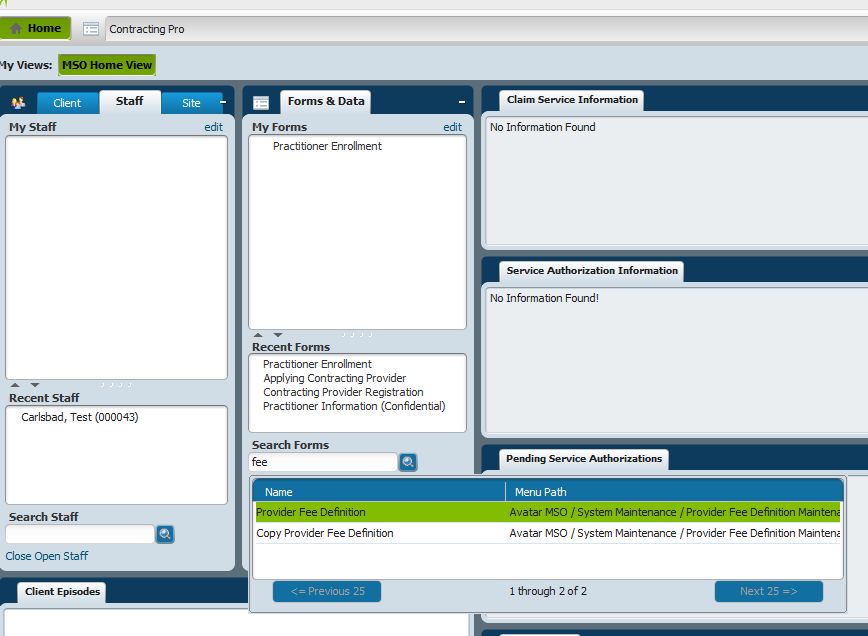 Home
Contracting Pro
My Views: MSO Home View
Client Staff Site
My Staff edit
Recent Staff
Carlsbad, Test (000043)
Search Staff
Close Open Staff
Client Episodes
Forms & Data
My Forms edit
Practitioner Enrollment
Recent Forms
Practitioner Enrollment
Applying Contracting Provider
Contracting Provider Registration
Practitioner Information (Confidential)
Search Forms
fee
Name Menu Path
Provider Fee Definition Avatar MSO / System Maintenance / Provider Fee Definition Maintena
Copy Provider Fee Definition Avatar MSO / System Maintenance / Provider Fee Definition Maintena
<= Previous 25 1 through 2 of 2 Next 25 =>
Claim Service Information
No Information Found
Service Authorization Information
No Information Found!
Pending Service Authorizations